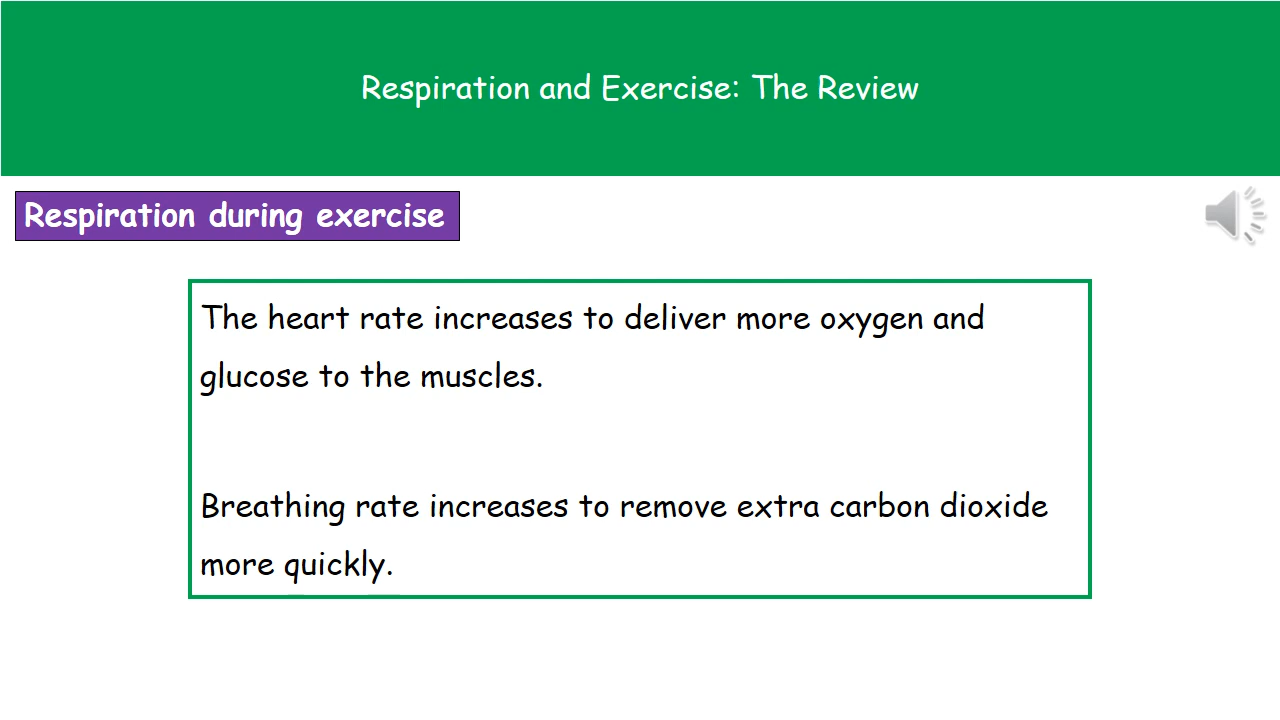 Respiration and Exercise: The Review
Respiration during exercise
The heart rate increases to deliver more oxygen and
glucose to the muscles.
Breathing rate increases to remove extra carbon dioxide
more quickly.